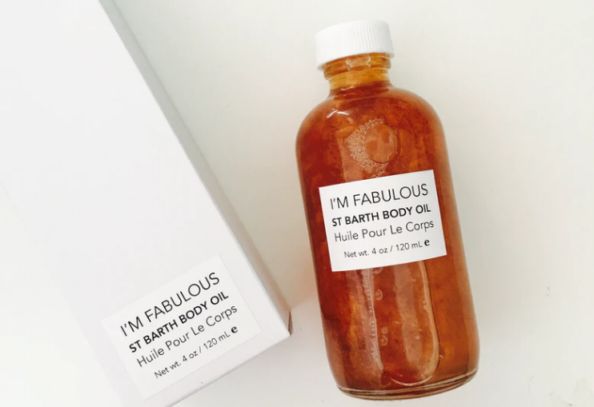 I'M FABULOUS
ST BARTH BODY OIL
Huile Pour Le Corps
Net wt. 4 oz / 120 mL e
I'M FABULOUS
ST BARTH BODY OIL
Huile Pour Le Corps
Net wt. 4 oz / 120 mL e